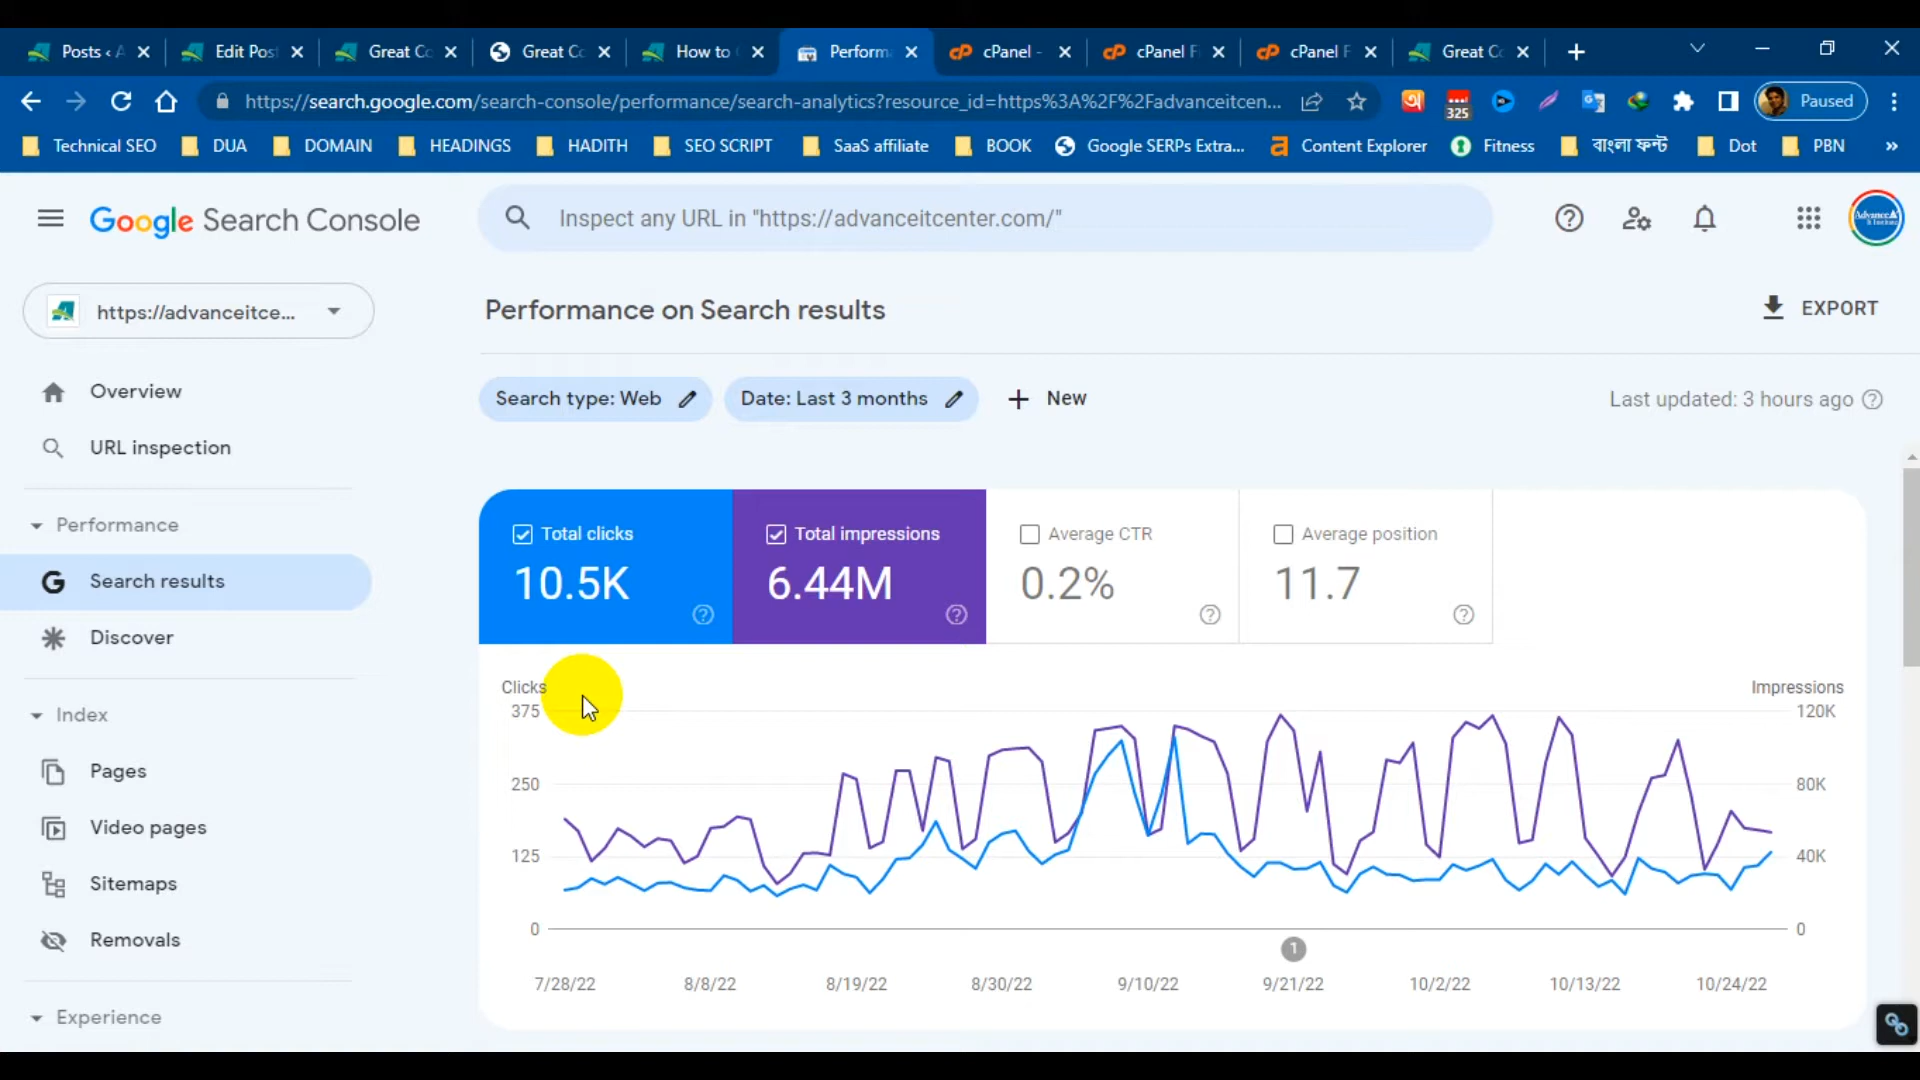 Posts ‹ A
Edit Pos
Great Co
Great Co
How to
Perform
cPanel -
cPanel F
cPanel F
Great Co
https://search.google.com/search-console/performance/search-analytics?resource_id=https%3A%2F%2Fadvanceitcen...
325
Paused
Technical SEO
DUA
DOMAIN
HEADINGS
HADITH
SEO SCRIPT
SaaS affiliate
BOOK
Google SERPs Extra...
Content Explorer
Fitness
বাংলা ফন্ট
Dot
PBN
»
Google Search Console
Inspect any URL in "https://advanceitcenter.com/"
https://advanceitce...
Performance on Search results
EXPORT
Search type: Web
Date: Last 3 months
New
Last updated: 3 hours ago
Overview
URL inspection
Performance
Search results
Discover
Index
Pages
Video pages
Sitemaps
Removals
Experience
Total clicks
10.5K
Total impressions
6.44M
Average CTR
0.2%
Average position
11.7
Clicks
Impressions
375
120K
250
80K
125
40K
0
0
1
7/28/22
8/8/22
8/19/22
8/30/22
9/10/22
9/21/22
10/2/22
10/13/22
10/24/22